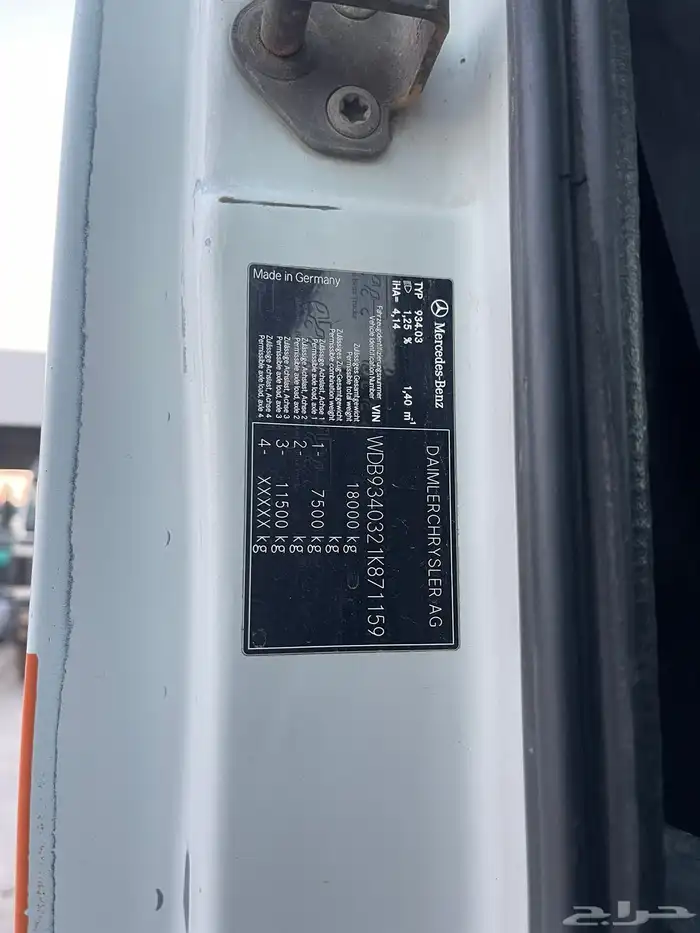 Mercedes-Benz
DAIMLERCHRYSLER AG
TYP 934.03
1,25 % 1,40 m⁻¹
iHA= 4,14
Fahrzeugidentifizierungsnummer
Vehicle Identification Number VIN WDB9340321K871159
Zulässiges Gesamtgewicht
Permissible total weight 18000 kg
Zulässiges Zug-Gesamtgewicht
Permissible combination weight kg
Zulässige Achslast, Achse 1
Permissible axle load, axle 1 1- 7500 kg
Zulässige Achslast, Achse 2
Permissible axle load, axle 2 2- kg
Zulässige Achslast, Achse 3
Permissible axle load, axle 3 3- 11500 kg
Zulässige Achslast, Achse 4
Permissible axle load, axle 4 4- XXXXX kg
Made in Germany
حراج